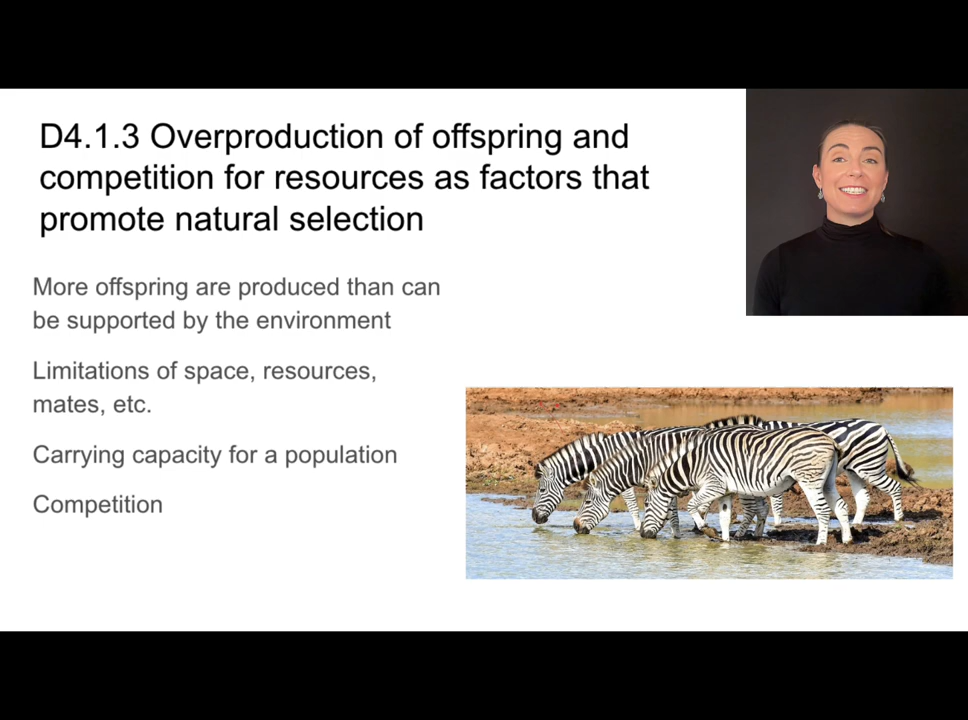 D4.1.3 Overproduction of offspring and
competition for resources as factors that
promote natural selection
More offspring are produced than can
be supported by the environment
Limitations of space, resources,
mates, etc.
Carrying capacity for a population
Competition